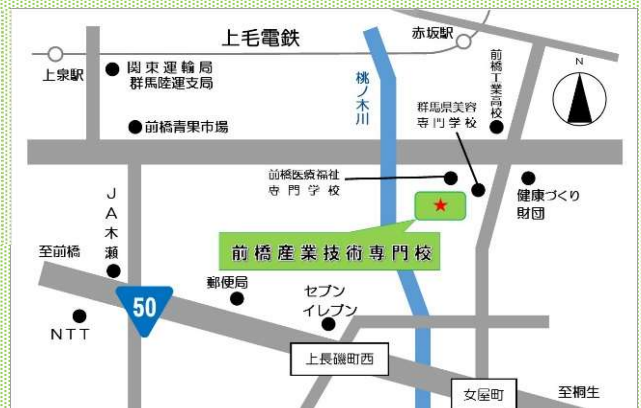 上毛電鉄
赤坂駅
上泉駅
関東運輸局
群馬陸運支局
桃ノ木川
前橋工業高校
N
群馬県美容
専門学校
前橋青果市場
前橋医療福祉
専門学校
健康づくり
財団
JA木瀬
★
前橋産業技術専門校
至前橋
郵便局
セブン
イレブン
50
NTT
上長磯町西
女屋町
至桐生